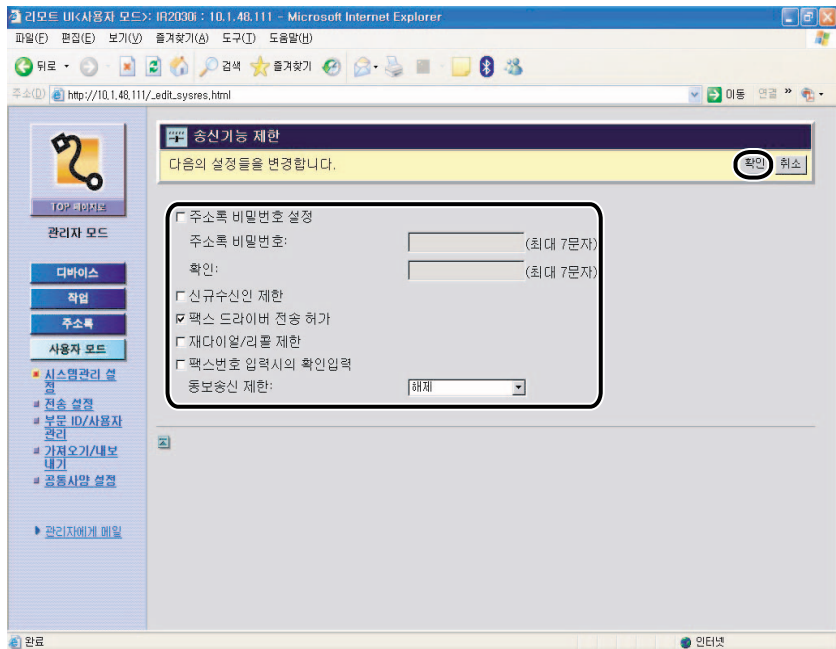 리모트 UI<사용자 모드>: IR2030i : 10.1.48.111 - Microsoft Internet Explorer
파일(F) 편집(E) 보기(V) 즐겨찾기(A) 도구(T) 도움말(H)
뒤로 검색 즐겨찾기
주소(D) http://10.1.48.111/_edit_sysres.html 이동 연결 »
송신기능 제한
다음의 설정들을 변경합니다. 확인 취소
TOP 페이지로
관리자 모드
디바이스
작업
주소록
사용자 모드
시스템관리 설
정
전송 설정
부문 ID/사용자
관리
가져오기/내보
내기
공통사양 설정
관리자에게 메일
주소록 비밀번호 설정
주소록 비밀번호: (최대 7문자)
확인: (최대 7문자)
신규수신인 제한
팩스 드라이버 전송 허가
재다이얼/리콜 제한
팩스번호 입력시의 확인입력
동보송신 제한: 해제
완료 인터넷